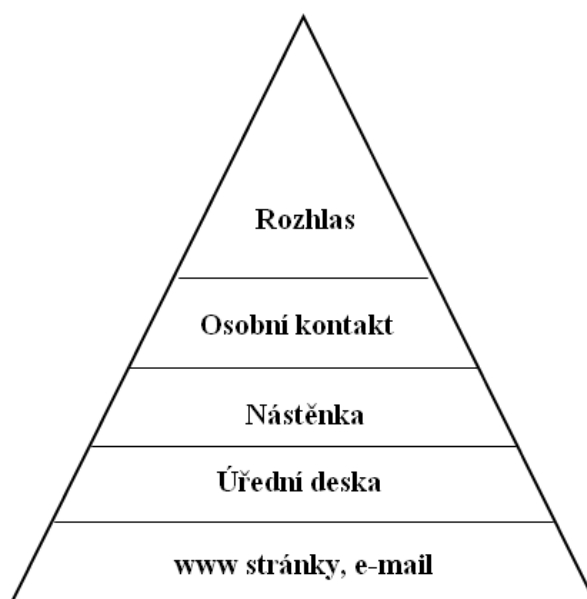 Rozhlas
Osobní kontakt
Nástěnka
Úřední deska
www stránky, e-mail